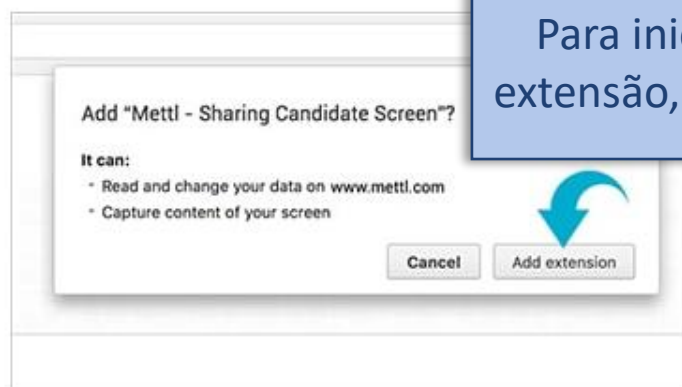 Para
extensão,
Add "Mettl - Sharing Candidate Screen"?
It can:
- Read and change your data on www.mettl.com
- Capture content of your screen
Cancel
Add extension